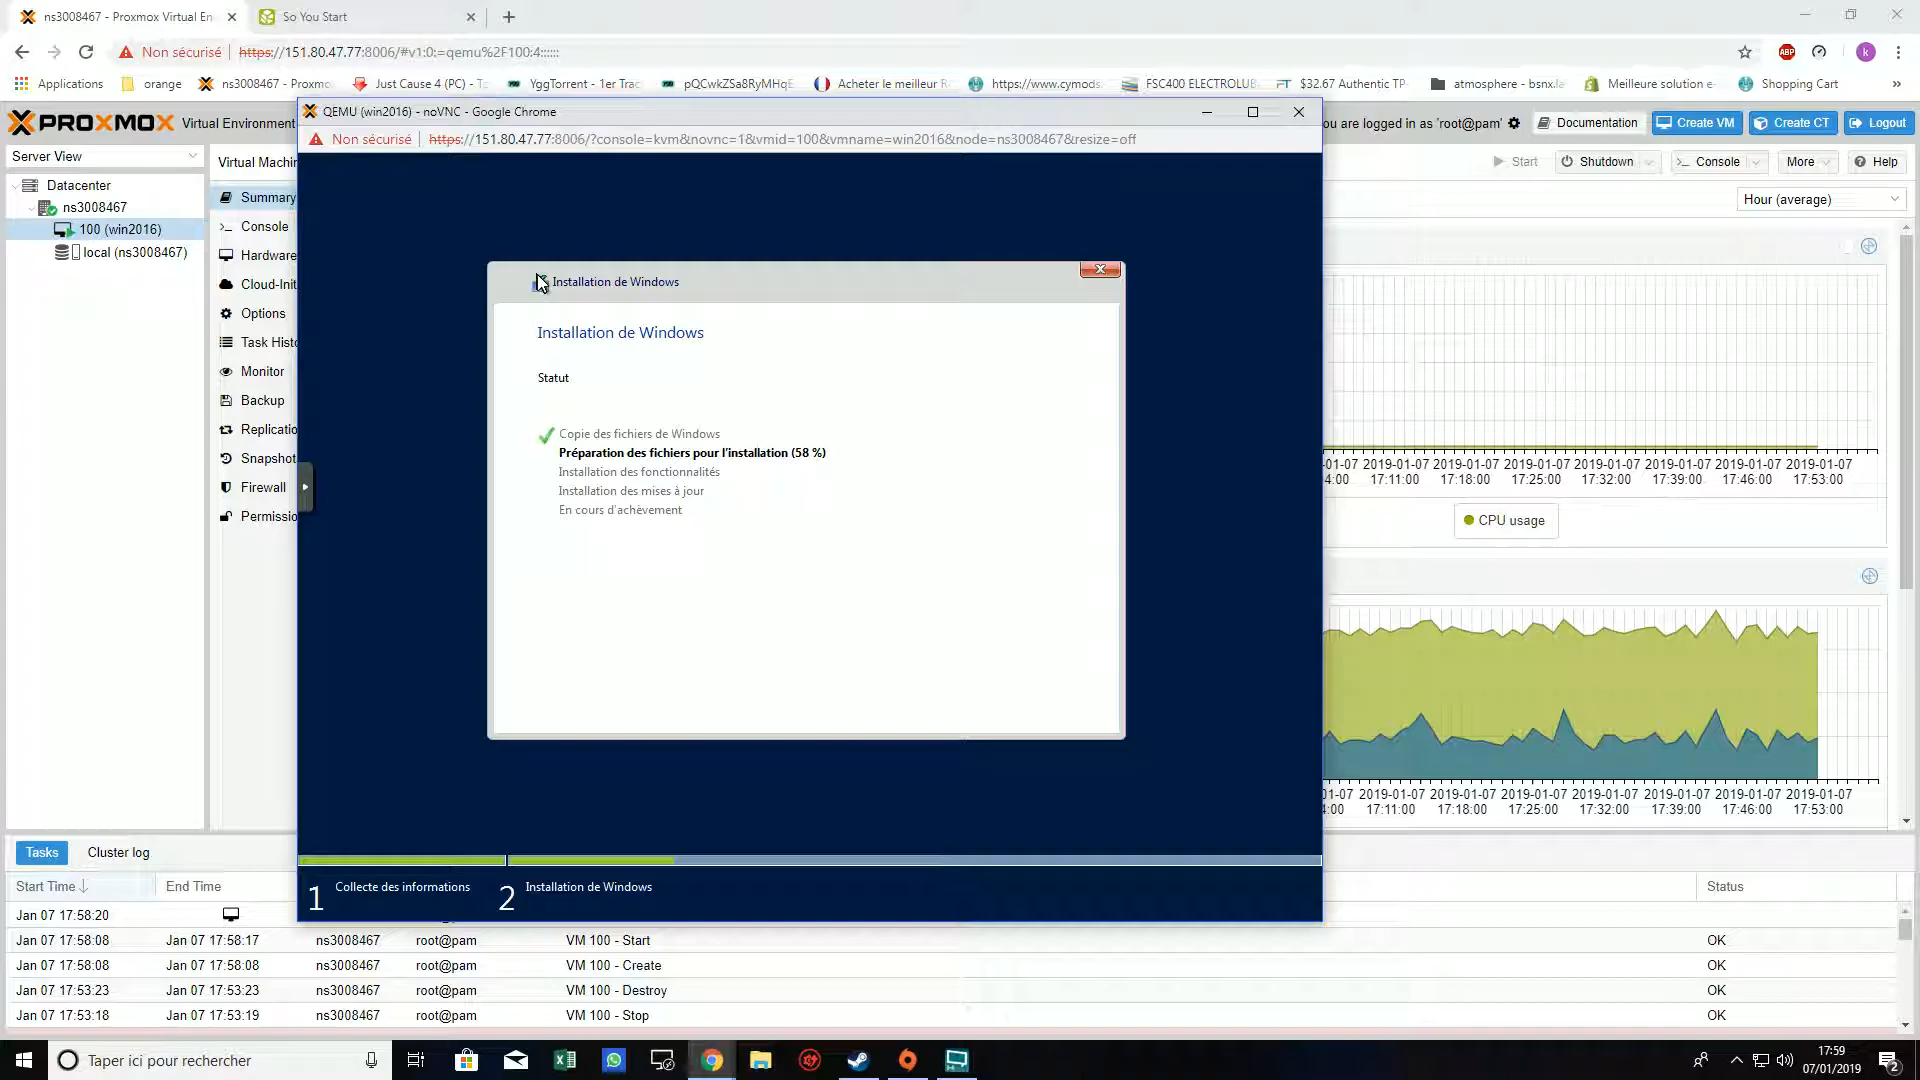 ns3008467 - Proxmox Virtual En
So You Start
Non sécurisé
https://151.80.47.77:8006/#v1:0:=qemu%2F100:4::::::
ABP
k
Applications
orange
ns3008467 - Proxmo
Just Cause 4 (PC) - T
YggTorrent - 1er Trac
pQCwkZSa8RyMHqE
Acheter le meilleur R
https://www.cymods.
FSC400 ELECTROLUB
$32.67 Authentic TP
atmosphere - bsnx.la
Meilleure solution e
Shopping Cart
PROXMOX
Virtual Environment
QEMU (win2016) - noVNC - Google Chrome
ou are logged in as 'root@pam'
Documentation
Create VM
Create CT
Logout
Non sécurisé
https://151.80.47.77:8006/?console=kvm&novnc=1&vmid=100&vmname=win2016&node=ns3008467&resize=off
Server View
Virtual Machin
Start
Shutdown
Console
More
Help
Datacenter
ns3008467
100 (win2016)
local (ns3008467)
Summary
Console
Hardware
Cloud-Init
Options
Task Histo
Monitor
Backup
Replicatio
Snapshot
Firewall
Permissio
Hour (average)
Installation de Windows
Installation de Windows
Statut
Copie des fichiers de Windows
Préparation des fichiers pour l'installation (58 %)
Installation des fonctionnalités
Installation des mises à jour
En cours d'achèvement
01-07 2019-01-07 2019-01-07 2019-01-07 2019-01-07 2019-01-07 2019-01-07 2019-01-07
4:00 17:11:00 17:18:00 17:25:00 17:32:00 17:39:00 17:46:00 17:53:00
CPU usage
01-07 2019-01-07 2019-01-07 2019-01-07 2019-01-07 2019-01-07 2019-01-07 2019-01-07
4:00 17:11:00 17:18:00 17:25:00 17:32:00 17:39:00 17:46:00 17:53:00
1 Collecte des informations
2 Installation de Windows
Tasks
Cluster log
Start Time
End Time
Status
Jan 07 17:58:20
Jan 07 17:58:08 Jan 07 17:58:17 ns3008467 root@pam VM 100 - Start OK
Jan 07 17:58:08 Jan 07 17:58:08 ns3008467 root@pam VM 100 - Create OK
Jan 07 17:53:23 Jan 07 17:53:23 ns3008467 root@pam VM 100 - Destroy OK
Jan 07 17:53:18 Jan 07 17:53:19 ns3008467 root@pam VM 100 - Stop OK
Taper ici pour rechercher
17:59
07/01/2019
2